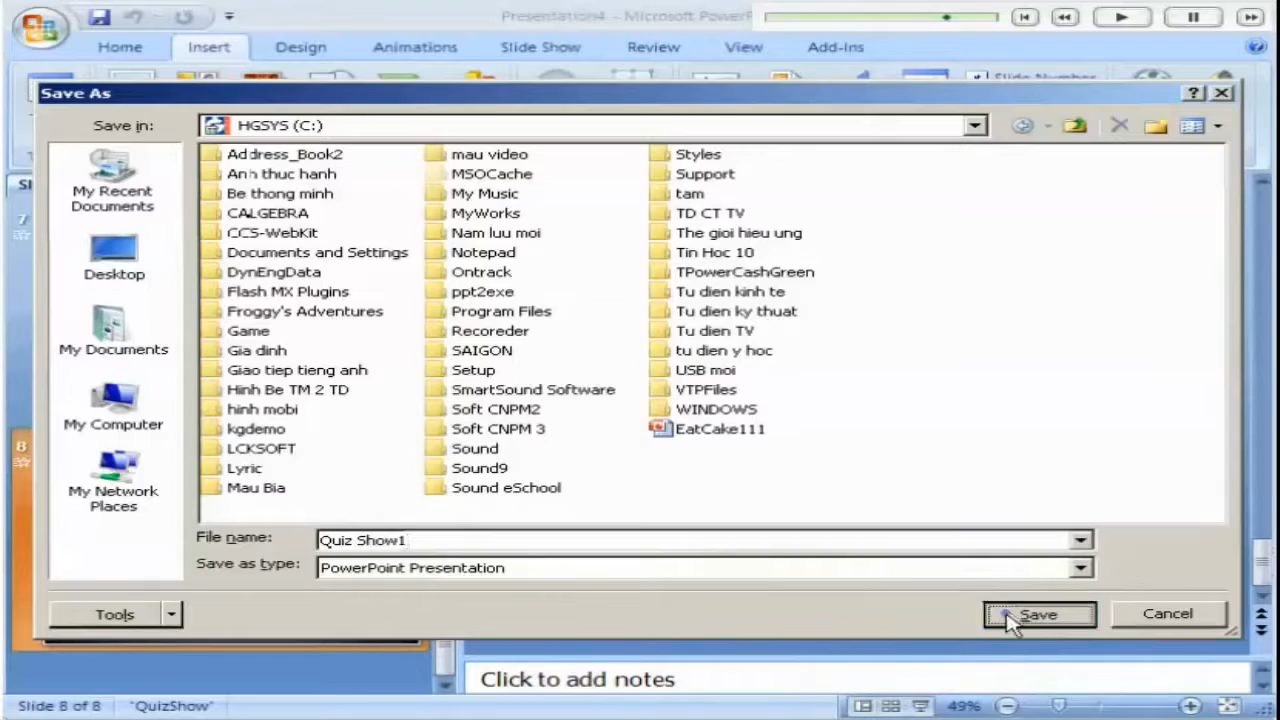 Presentation4 - Microsoft PowerP
Home Insert Design Animations Slide Show Review View Add-Ins
Slide Number
Save As
Save in: HGSYS (C:)
My Recent Documents
Desktop
My Documents
My Computer
My Network Places
Address_Book2
Anh thuc hanh
Be thong minh
CALGEBRA
CCS-WebKit
Documents and Settings
DynEngData
Flash MX Plugins
Froggy's Adventures
Game
Gia dinh
Giao tiep tieng anh
Hinh Be TM 2 TD
hinh mobi
kgdemo
LCKSOFT
Lyric
Mau Bia
mau video
MSOCache
My Music
MyWorks
Nam luu moi
Notepad
Ontrack
ppt2exe
Program Files
Recoreder
SAIGON
Setup
SmartSound Software
Soft CNPM2
Soft CNPM 3
Sound
Sound9
Sound eSchool
Styles
Support
tam
TD CT TV
The gioi hieu ung
Tin Hoc 10
TPowerCashGreen
Tu dien kinh te
Tu dien ky thuat
Tu dien TV
tu dien y hoc
USB moi
VTPFiles
WINDOWS
EatCake111
File name: Quiz Show1
Save as type: PowerPoint Presentation
Tools Save Cancel
7
8
Click to add notes
Slide 8 of 8 "QuizShow" 49%